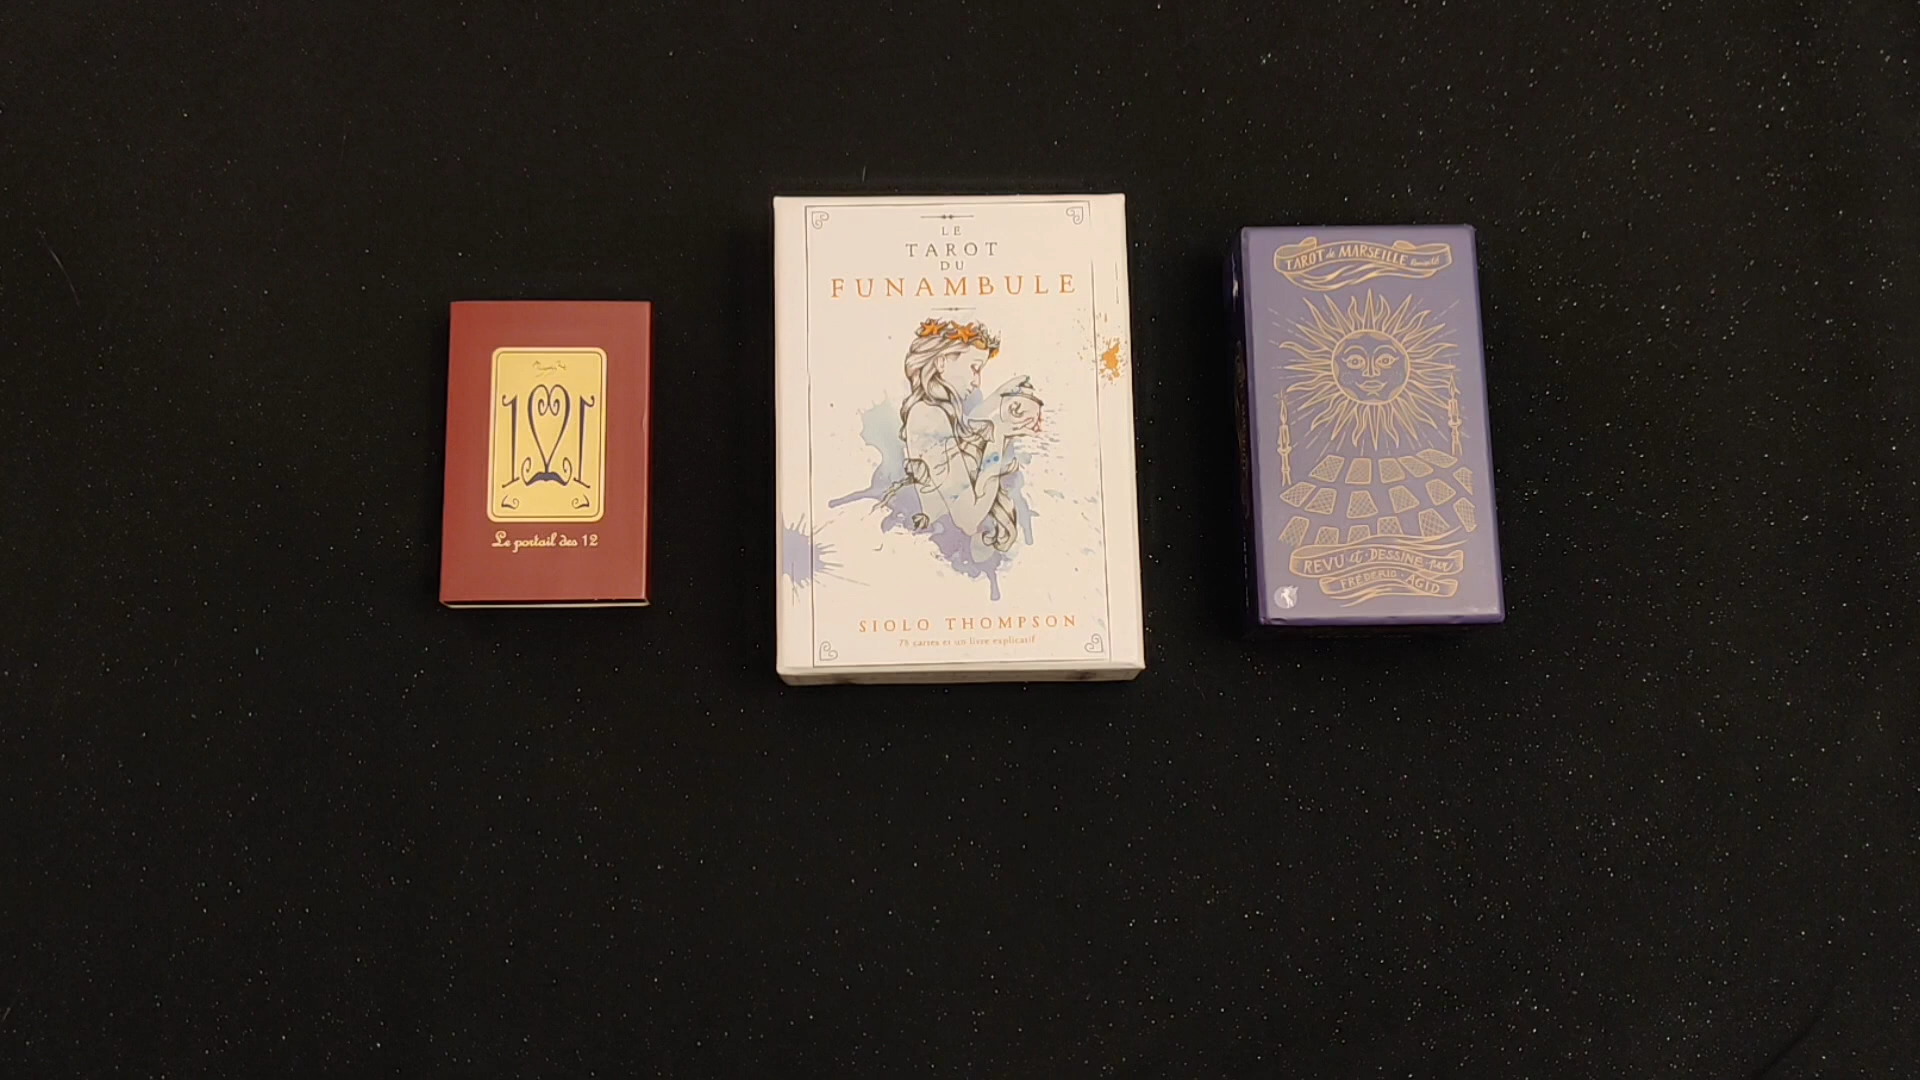 Le portail des 12
LE
TAROT
DU
FUNAMBULE
SIOLO THOMPSON
78 cartes et un livre explicatif
TAROT de MARSEILLE
REVU et DESSINÉ par
FRÉDÉRIC AGID